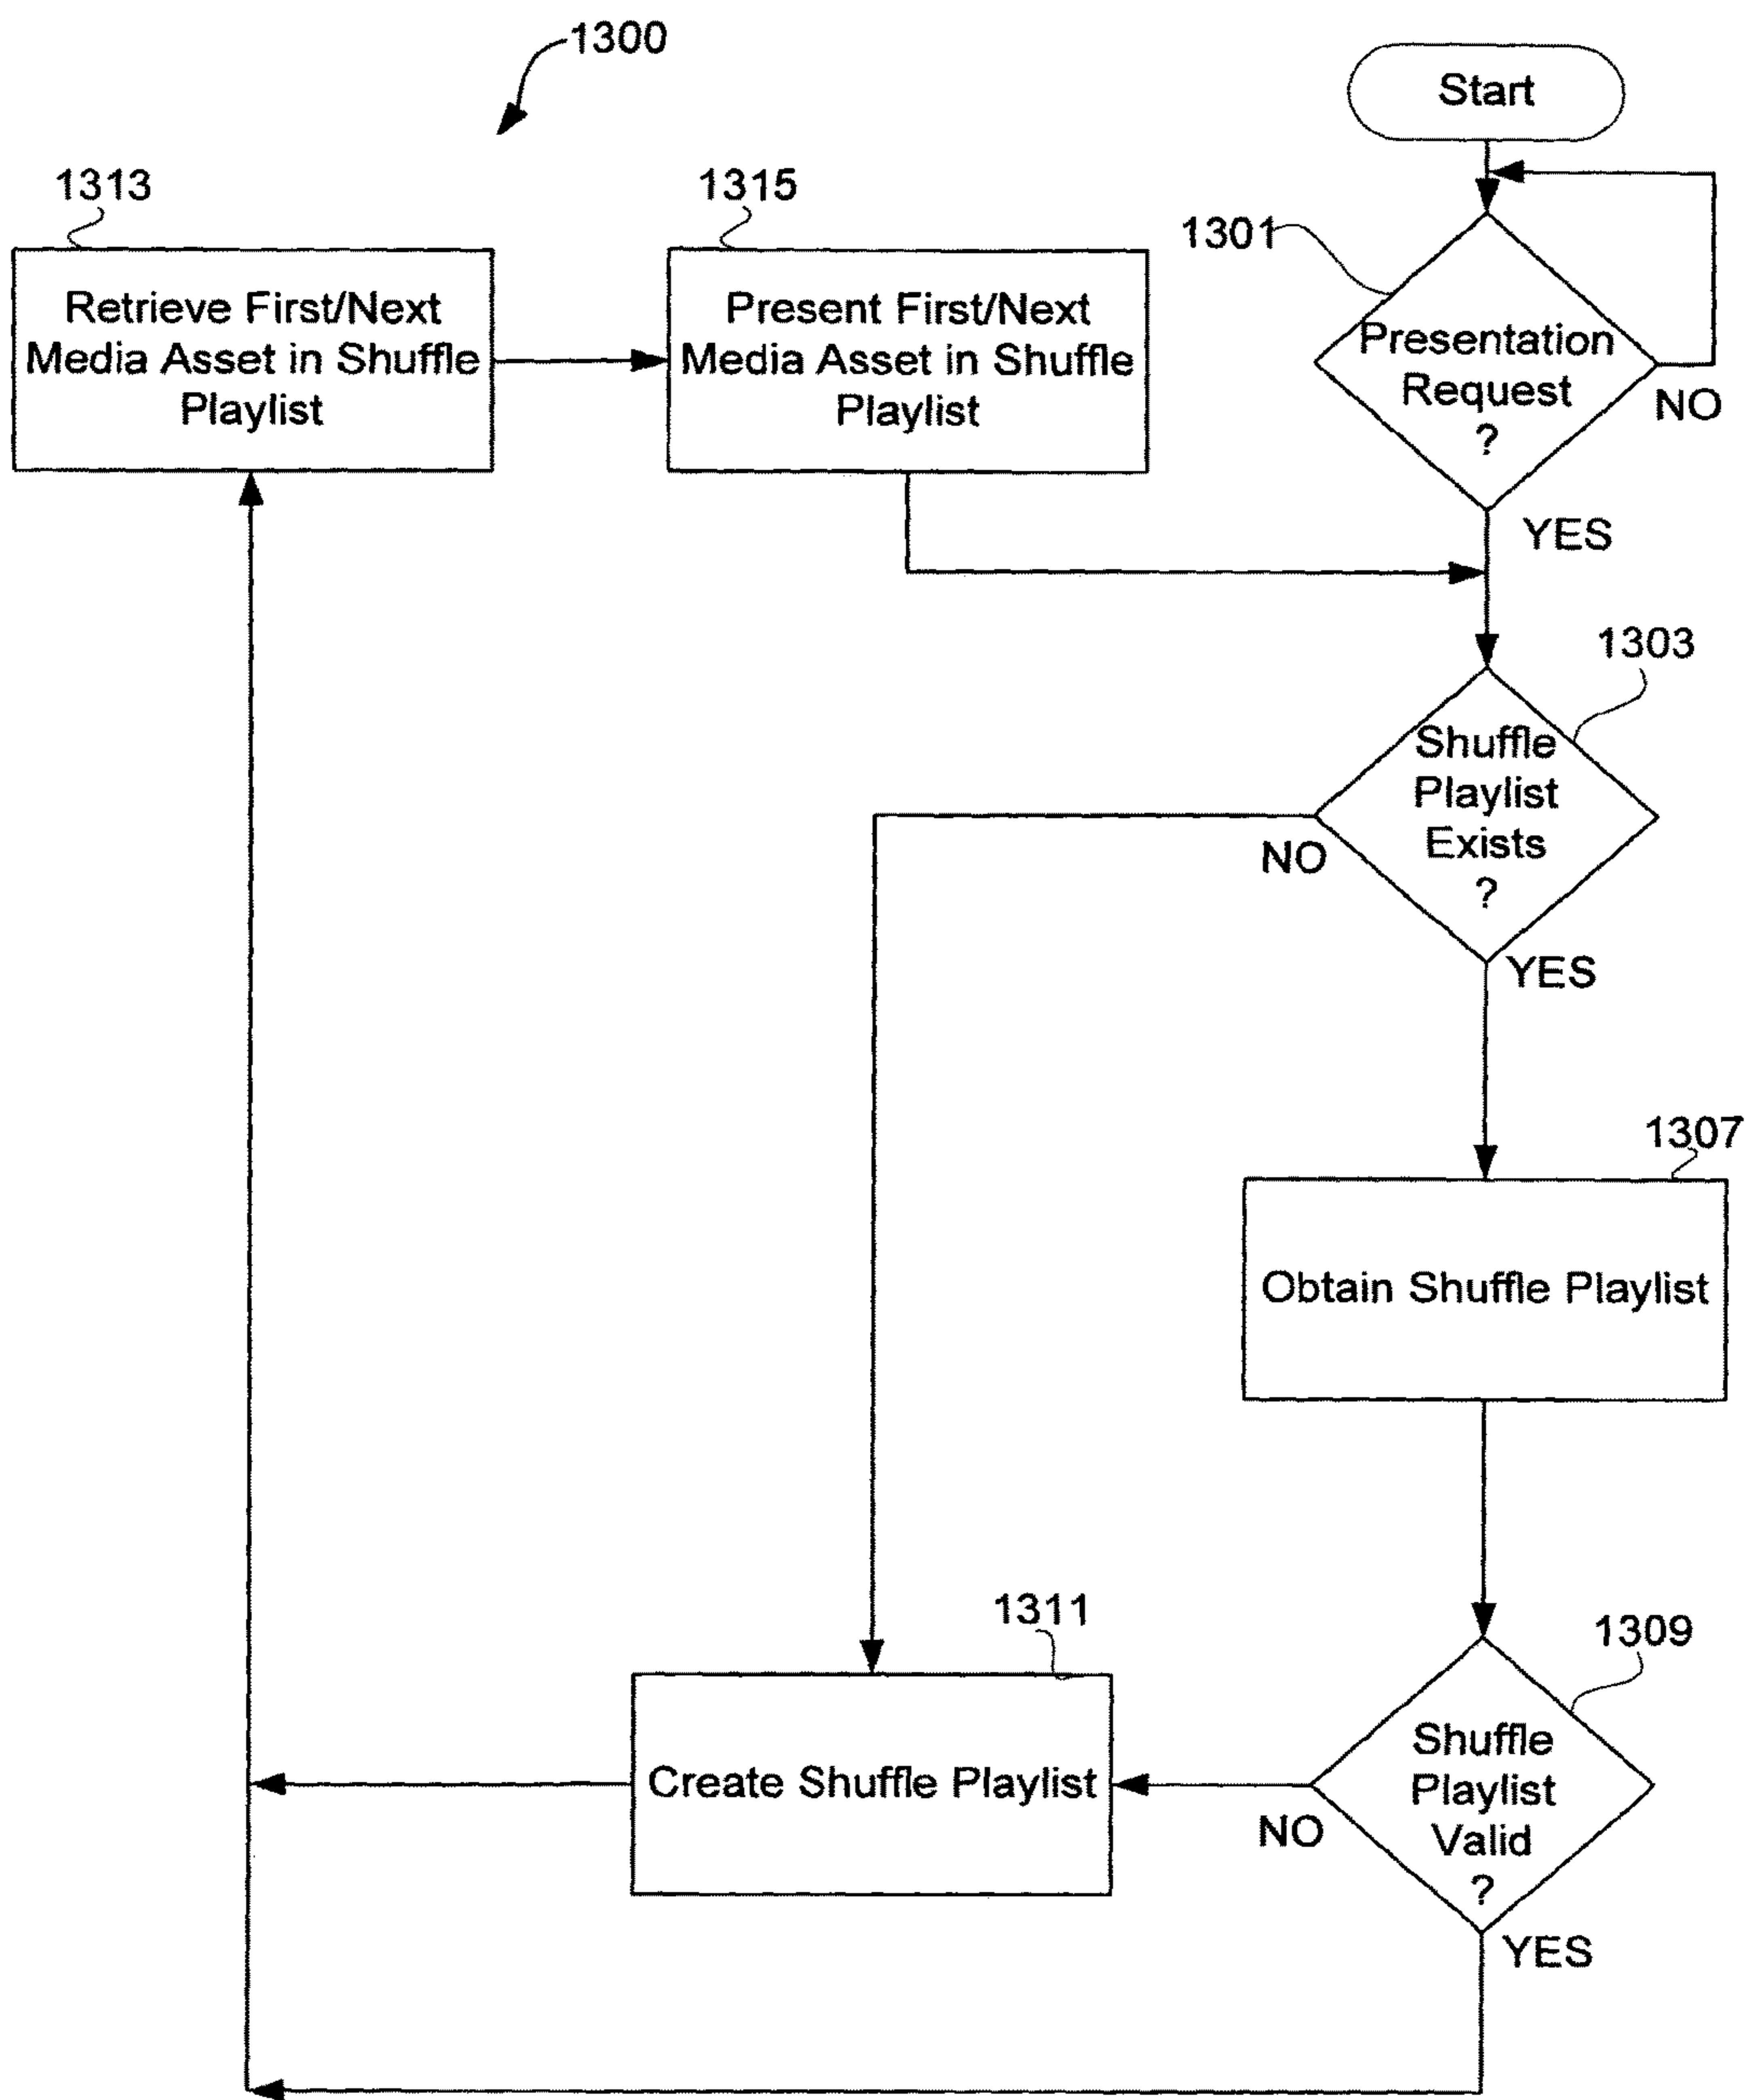 1300
Start
1313
Retrieve First/Next
Media Asset in Shuffle
Playlist
1315
Present First/Next
Media Asset in Shuffle
Playlist
1301
Presentation
Request
?
NO
YES
1303
Shuffle
Playlist
Exists
?
NO
YES
1307
Obtain Shuffle Playlist
1311
Create Shuffle Playlist
1309
Shuffle
Playlist
Valid
?
NO
YES